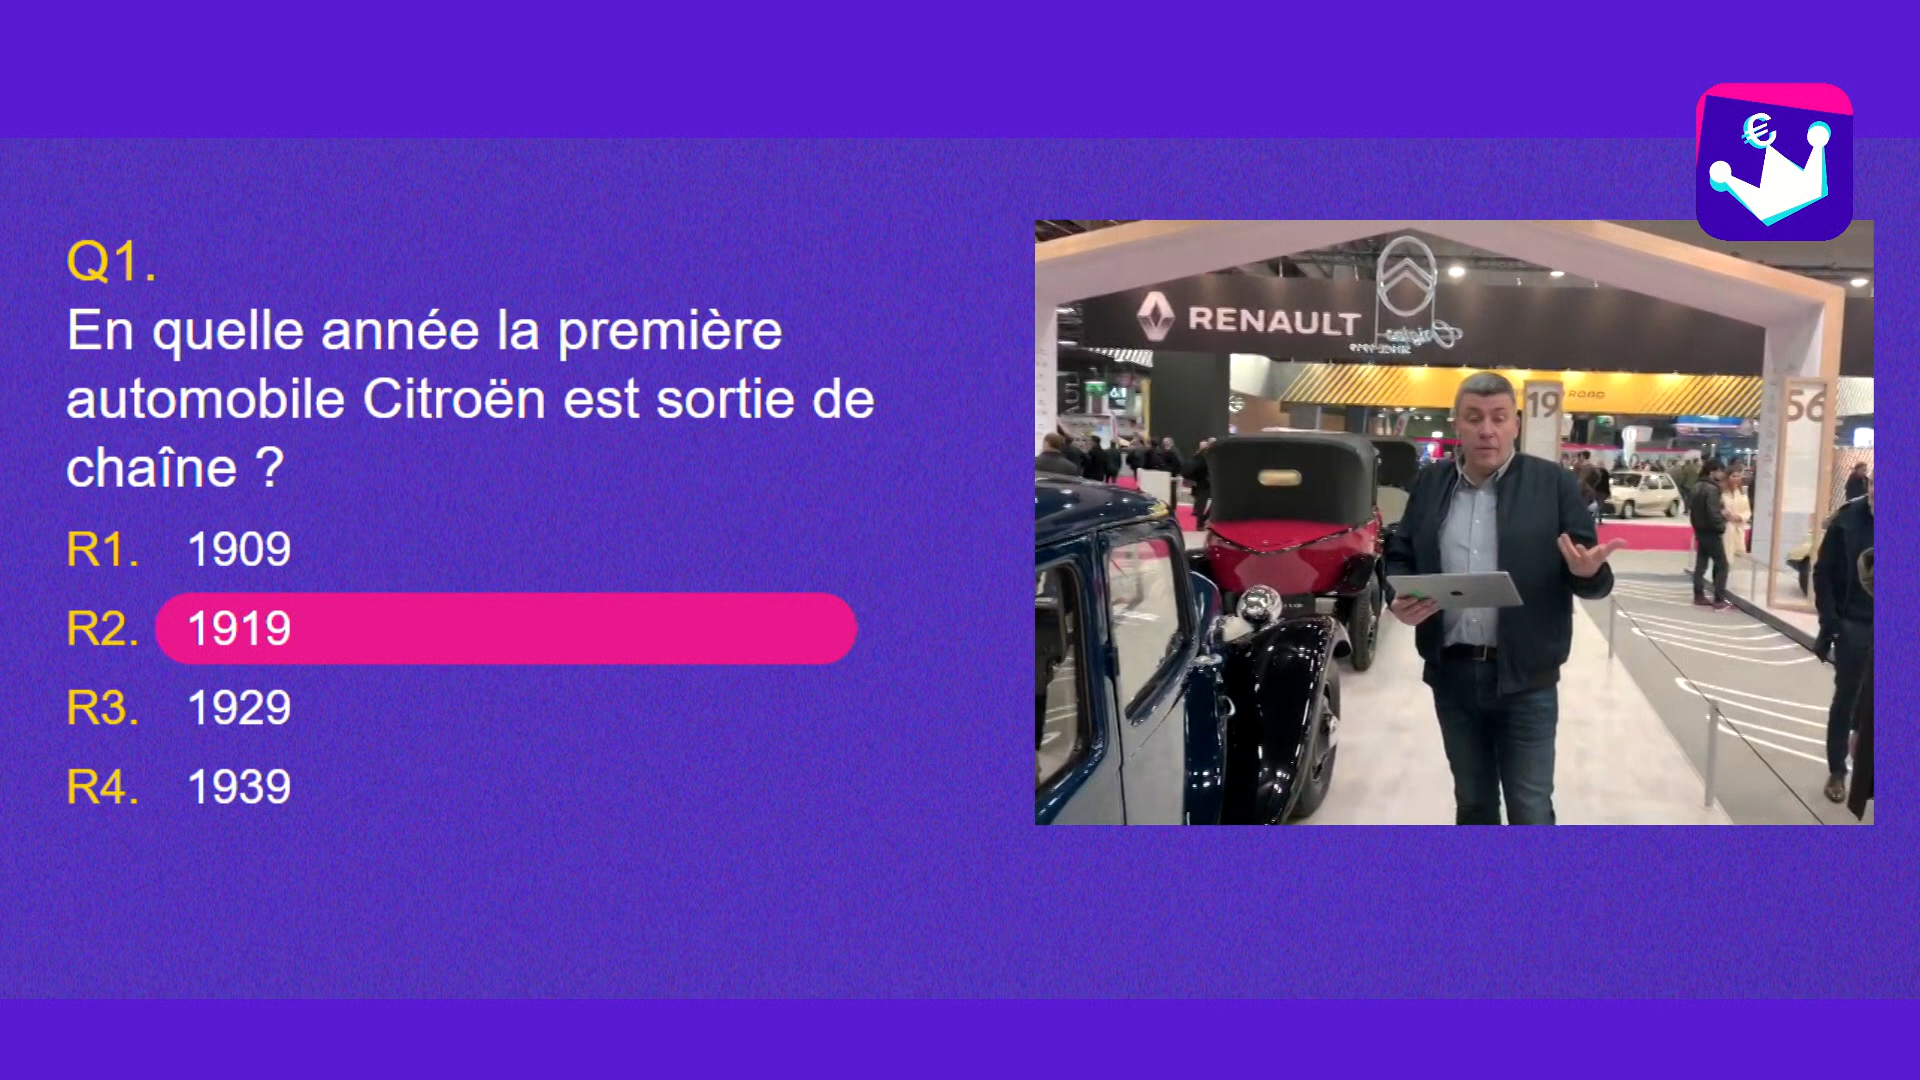 Q1.
En quelle année la première
automobile Citroën est sortie de
chaîne ?
R1. 1909
R2. 1919
R3. 1929
R4. 1939
€
RENAULT
19
ROAD
56